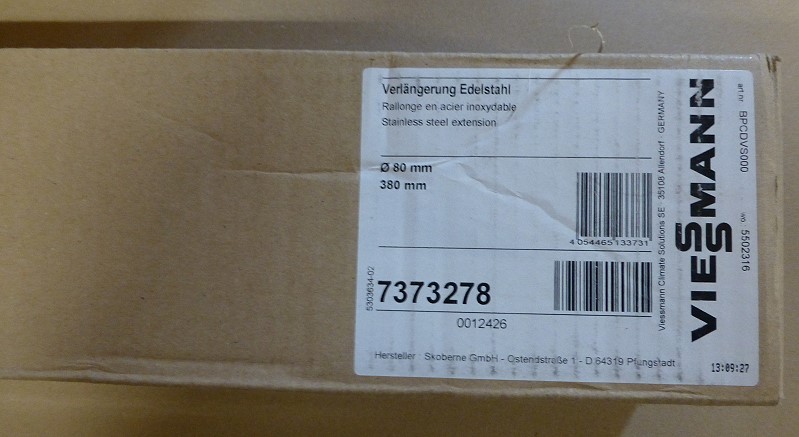 Verlängerung Edelstahl
Rallonge en acier inoxydable
Stainless steel extension
Ø 80 mm
380 mm
4 054465 133731
5303634-02
7373278
0012426
Hersteller : Skoberne GmbH - Ostendstraße 1 - D 64319 Pfungstadt
Viessmann Climate Solutions SE · 35108 Allendorf · GERMANY
VIESSMANN
art.nr BPCDVS000 wo 5502316
13:09:27